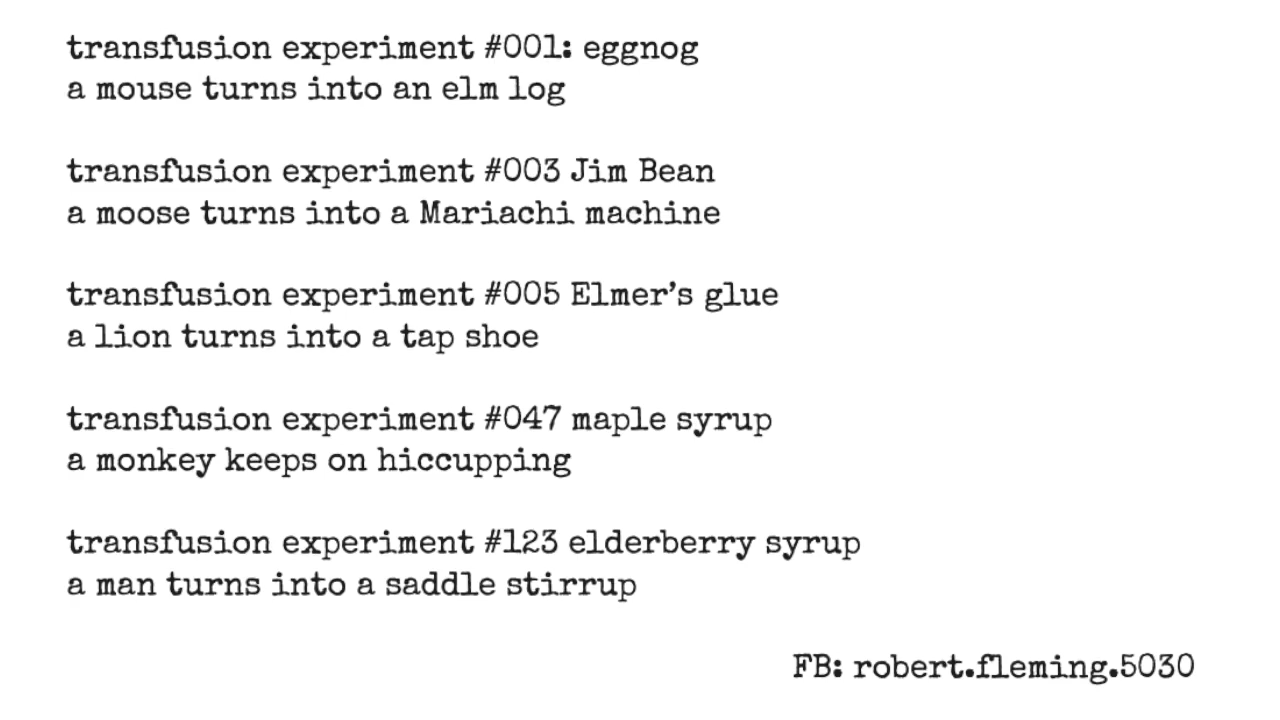 transfusion experiment #001: eggnog
a mouse turns into an elm log
transfusion experiment #003 Jim Bean
a moose turns into a Mariachi machine
transfusion experiment #005 Elmer’s glue
a lion turns into a tap shoe
transfusion experiment #047 maple syrup
a monkey keeps on hiccupping
transfusion experiment #123 elderberry syrup
a man turns into a saddle stirrup
FB: robert.fleming.5030